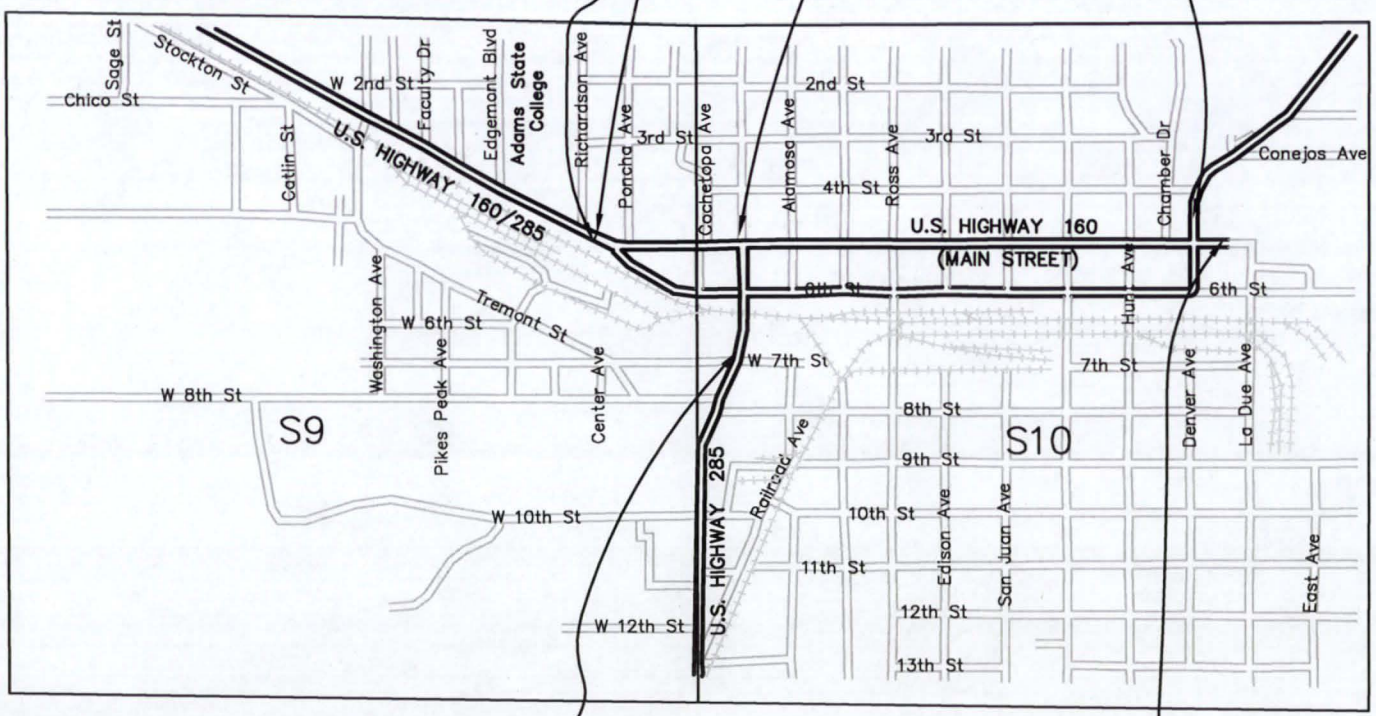 Sage St
Stockton St
Chico St
W 2nd St
Faculty Dr
Edgemont Blvd
Adams State
College
Richardson Ave
Poncha Ave
3rd St
Cochetopa Ave
2nd St
Alamosa Ave
3rd St
Ross Ave
4th St
Chamber Dr
Conejos Ave
Catlin St
U.S. HIGHWAY 160/285
U.S. HIGHWAY 160
(MAIN STREET)
Washington Ave
Tremont St
W 6th St
Pikes Peak Ave
Center Ave
W 7th St
6th St
7th St
Denver Ave
La Due Ave
W 8th St
8th St
S9
S10
9th St
U.S. HIGHWAY 285
Railroad Ave
W 10th St
10th St
Edison Ave
San Juan Ave
11th St
East Ave
W 12th St
12th St
13th St